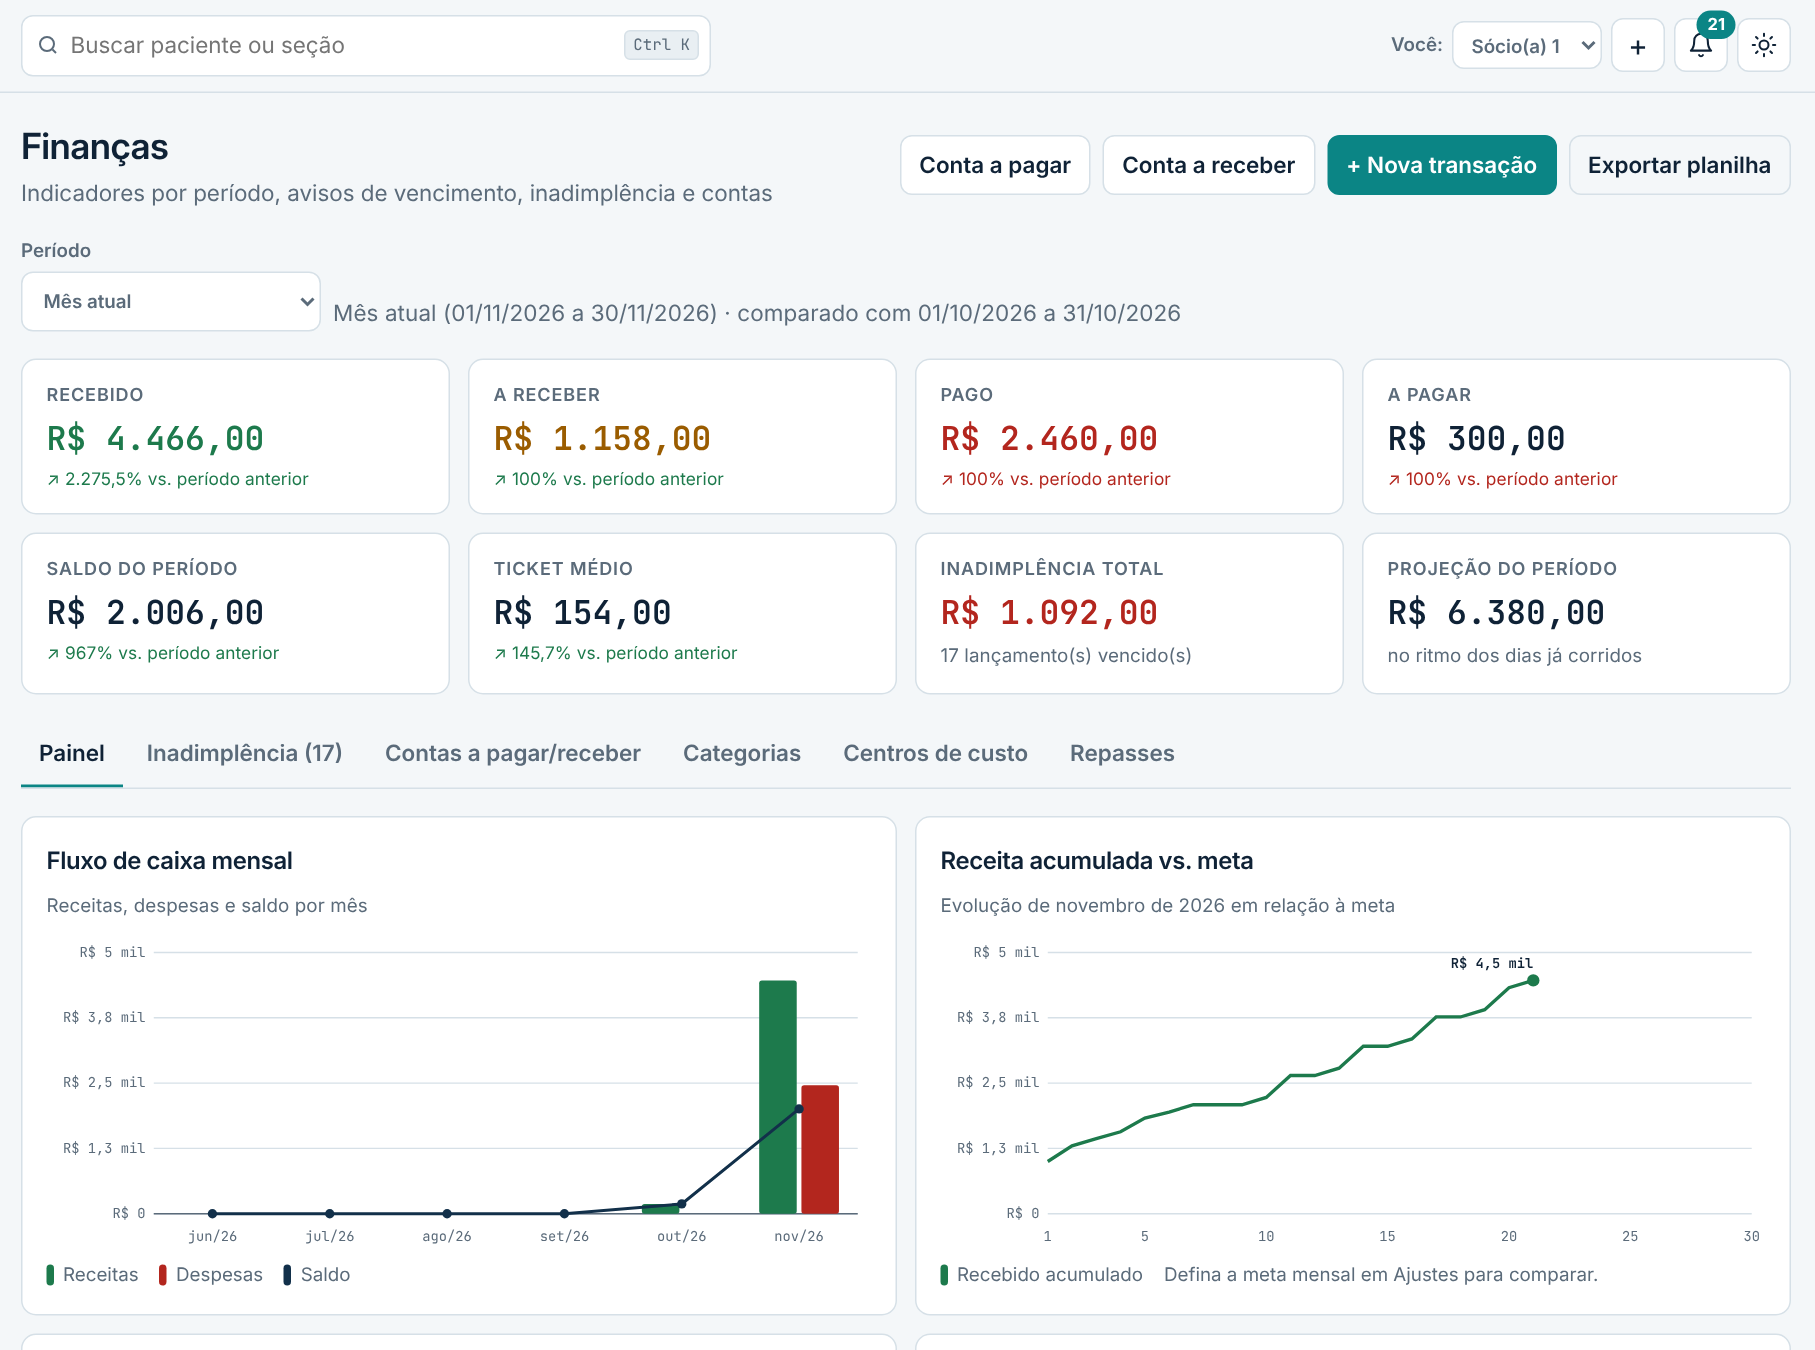 Buscar paciente ou seção
Ctrl K
Você:
Sócio(a) 1
+
21
Finanças
Indicadores por período, avisos de vencimento, inadimplência e contas
Conta a pagar
Conta a receber
+ Nova transação
Exportar planilha
Período
Mês atual
Mês atual (01/11/2026 a 30/11/2026) · comparado com 01/10/2026 a 31/10/2026
RECEBIDO
R$ 4.466,00
↗ 2.275,5% vs. período anterior
A RECEBER
R$ 1.158,00
↗ 100% vs. período anterior
PAGO
R$ 2.460,00
↗ 100% vs. período anterior
A PAGAR
R$ 300,00
↗ 100% vs. período anterior
SALDO DO PERÍODO
R$ 2.006,00
↗ 967% vs. período anterior
TICKET MÉDIO
R$ 154,00
↗ 145,7% vs. período anterior
INADIMPLÊNCIA TOTAL
R$ 1.092,00
17 lançamento(s) vencido(s)
PROJEÇÃO DO PERÍODO
R$ 6.380,00
no ritmo dos dias já corridos
Painel
Inadimplência (17)
Contas a pagar/receber
Categorias
Centros de custo
Repasses
Fluxo de caixa mensal
Receitas, despesas e saldo por mês
R$ 5 mil
R$ 3,8 mil
R$ 2,5 mil
R$ 1,3 mil
R$ 0
jun/26 jul/26 ago/26 set/26 out/26 nov/26
Receitas Despesas Saldo
Receita acumulada vs. meta
Evolução de novembro de 2026 em relação à meta
R$ 5 mil
R$ 4,5 mil
R$ 3,8 mil
R$ 2,5 mil
R$ 1,3 mil
R$ 0
1 5 10 15 20 25 30
Recebido acumulado Defina a meta mensal em Ajustes para comparar.